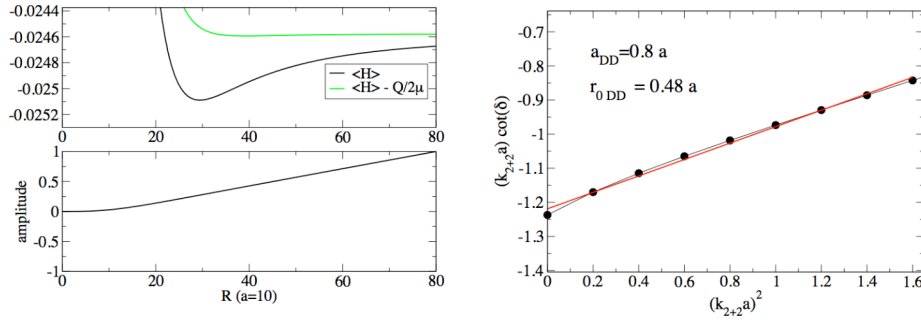 -0.0244
-0.0246
-0.0248
-0.025
-0.0252
<H>
<H> - Q/2μ
0 20 40 60 80
1
0.5
0
-0.5
-1
amplitude
0 20 40 60 80
R (a=10)
-0.7
-0.8
-0.9
-1
-1.1
-1.2
-1.3
-1.4
(k2+2a) cot(δ)
aDD=0.8 a
r0 DD = 0.48 a
0 0.2 0.4 0.6 0.8 1 1.2 1.4 1.6
(k2+2a)²